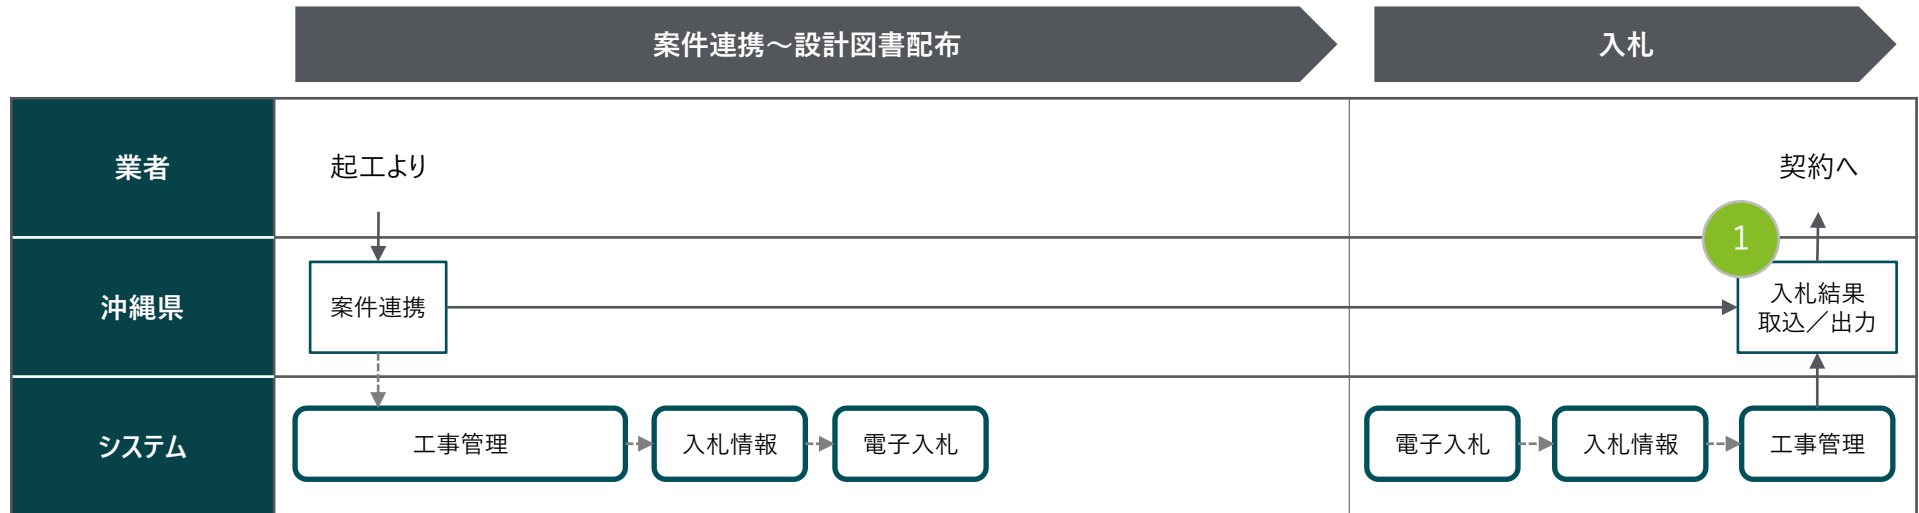 案件連携～設計図書配布
入札
業者
起工より
契約へ
1
沖縄県
案件連携
入札結果
取込／出力
システム
工事管理
入札情報
電子入札
電子入札
入札情報
工事管理